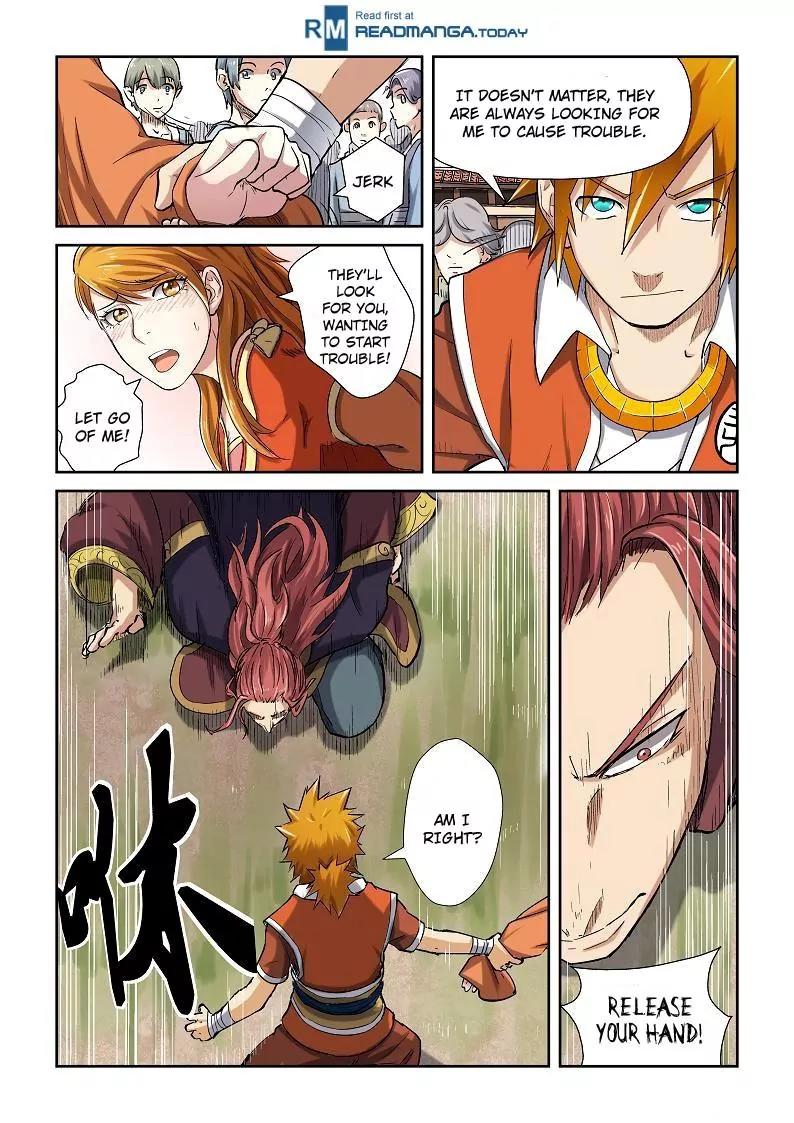 Read first at
RM READMANGA.TODAY
JERK
IT DOESN'T MATTER, THEY
ARE ALWAYS LOOKING FOR
ME TO CAUSE TROUBLE.
THEY'LL
LOOK
FOR YOU,
WANTING
TO START
TROUBLE!
LET GO
OF ME!
咻
AM I
RIGHT?
RELEASE
YOUR HAND!